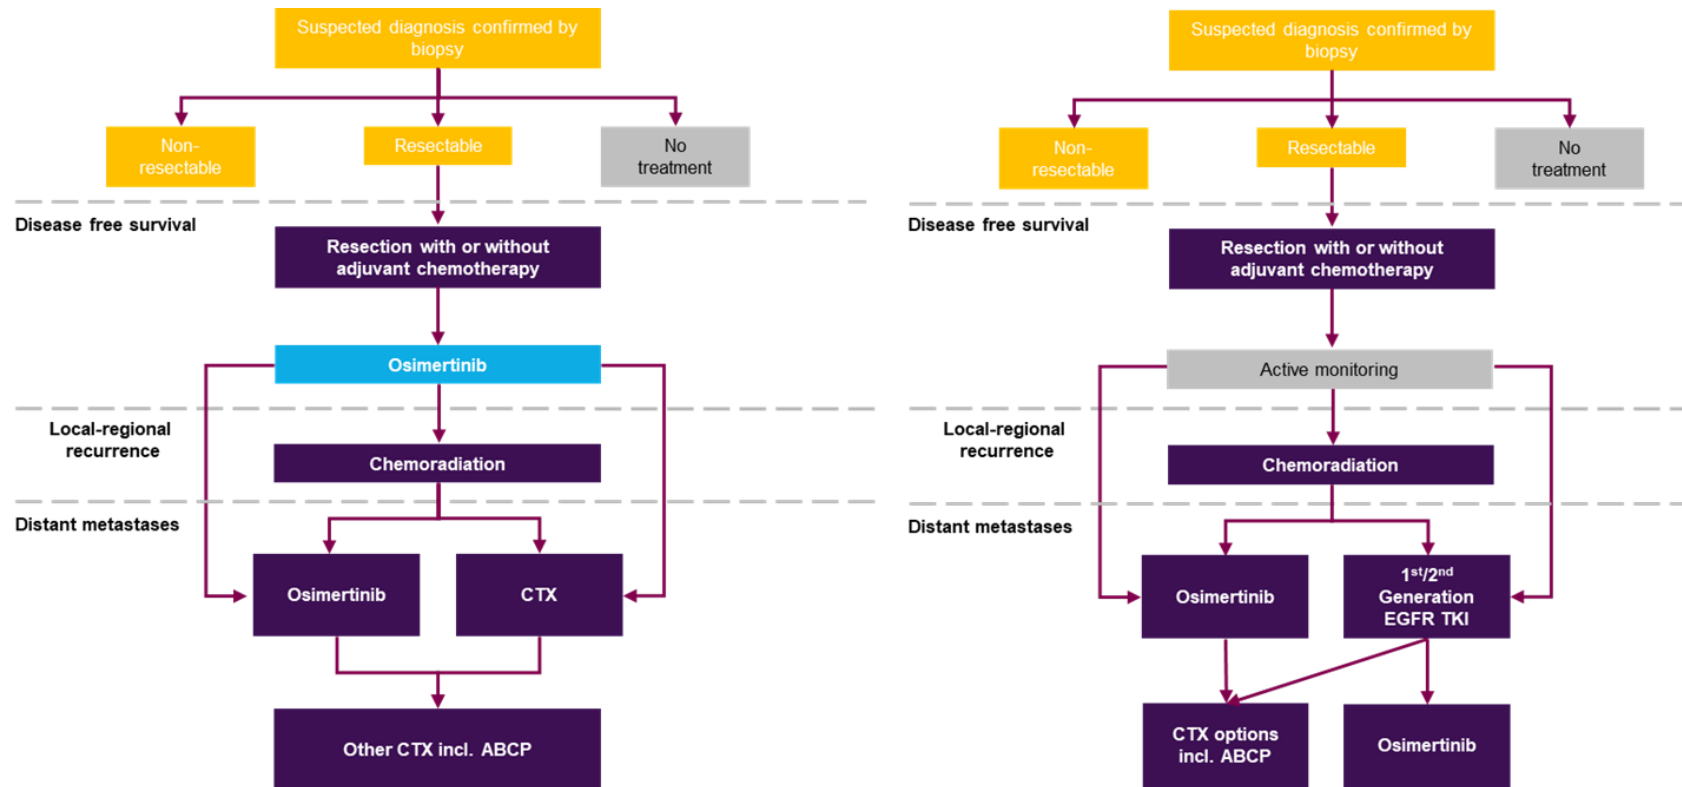 Suspected diagnosis confirmed by
biopsy
Non-
resectable
Resectable
No
treatment
Disease free survival
Resection with or without
adjuvant chemotherapy
Osimertinib
Local-regional
recurrence
Chemoradiation
Distant metastases
Osimertinib
CTX
Other CTX incl. ABCP
Suspected diagnosis confirmed by
biopsy
Non-
resectable
Resectable
No
treatment
Disease free survival
Resection with or without
adjuvant chemotherapy
Active monitoring
Local-regional
recurrence
Chemoradiation
Distant metastases
Osimertinib
1st/2nd
Generation
EGFR TKI
CTX options
incl. ABCP
Osimertinib